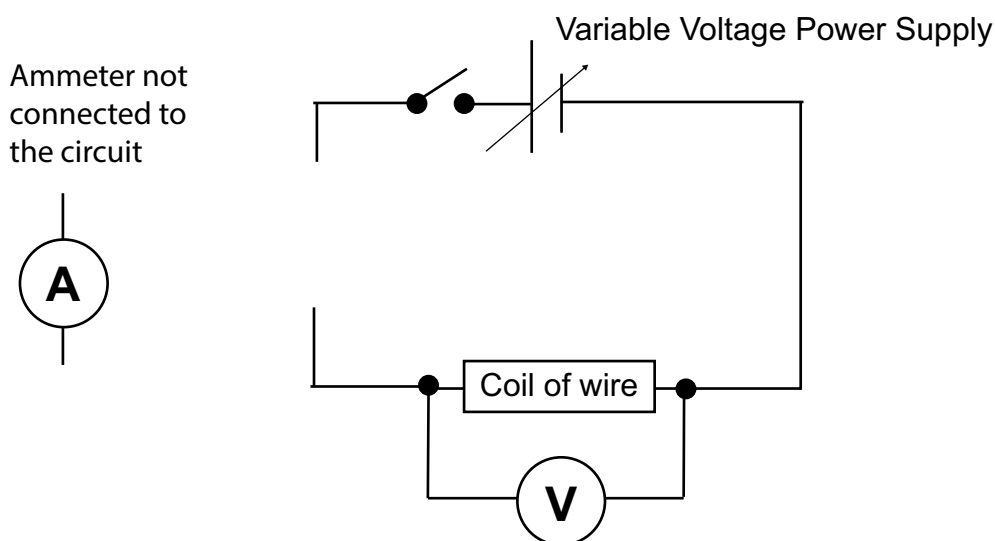 Variable Voltage Power Supply
Ammeter not
connected to
the circuit
A
Coil of wire
V